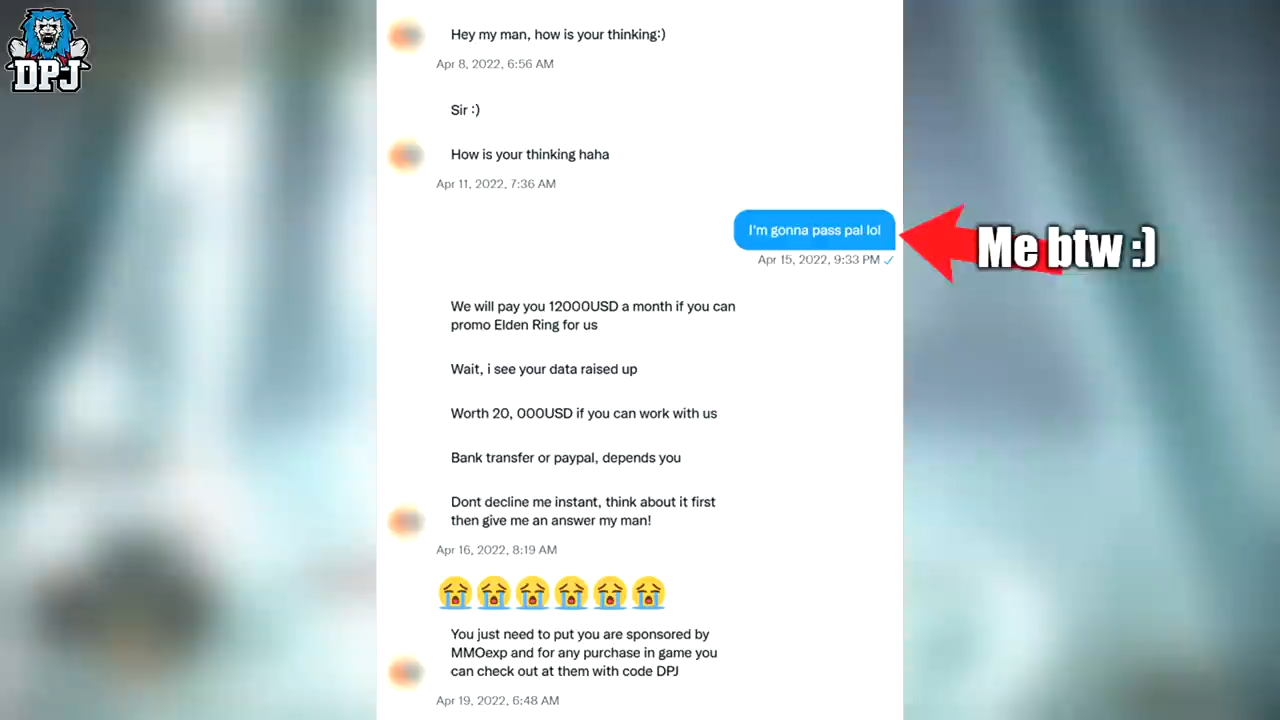 DPJ
Hey my man, how is your thinking:)
Apr 8, 2022, 6:56 AM
Sir :)
How is your thinking haha
Apr 11, 2022, 7:36 AM
I'm gonna pass pal lol
Apr 15, 2022, 9:33 PM
Me btw :)
We will pay you 12000USD a month if you can
promo Elden Ring for us
Wait, i see your data raised up
Worth 20, 000USD if you can work with us
Bank transfer or paypal, depends you
Dont decline me instant, think about it first
then give me an answer my man!
Apr 16, 2022, 8:19 AM
😭😭😭😭😭😭
You just need to put you are sponsored by
MMOexp and for any purchase in game you
can check out at them with code DPJ
Apr 19, 2022, 6:48 AM